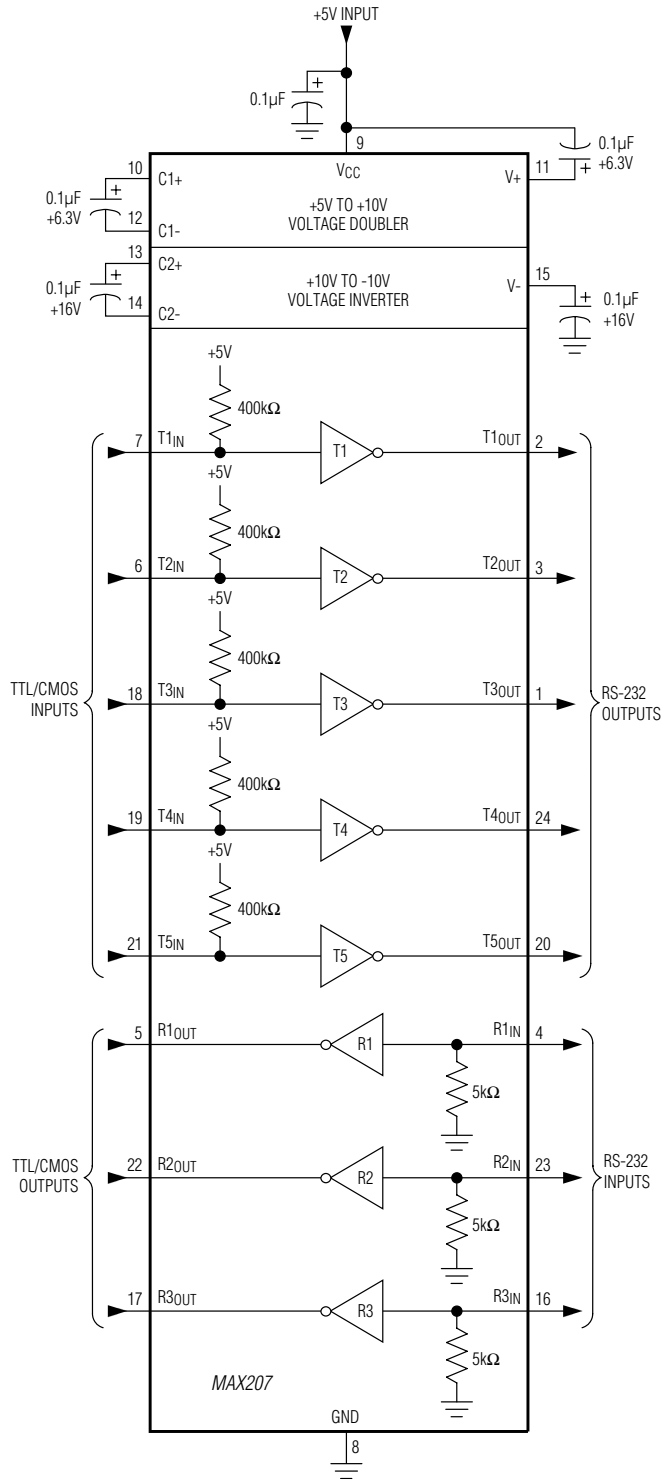 +5V INPUT
0.1µF
+
9
VCC
0.1µF
+6.3V
+
11
V+
10
C1+
+
0.1µF
+6.3V
12
C1-
+5V TO +10V
VOLTAGE DOUBLER
13
C2+
+
0.1µF
+16V
14
C2-
+10V TO -10V
VOLTAGE INVERTER
V-
15
+
0.1µF
+16V
+5V
400kΩ
7
T1IN
T1
T1OUT
2
+5V
400kΩ
6
T2IN
T2
T2OUT
3
+5V
400kΩ
TTL/CMOS
INPUTS
18
T3IN
T3
T3OUT
1
RS-232
OUTPUTS
+5V
400kΩ
19
T4IN
T4
T4OUT
24
+5V
400kΩ
21
T5IN
T5
T5OUT
20
5
R1OUT
R1
R1IN
4
5kΩ
TTL/CMOS
OUTPUTS
22
R2OUT
R2
R2IN
23
RS-232
INPUTS
5kΩ
17
R3OUT
R3
R3IN
16
5kΩ
MAX207
GND
8